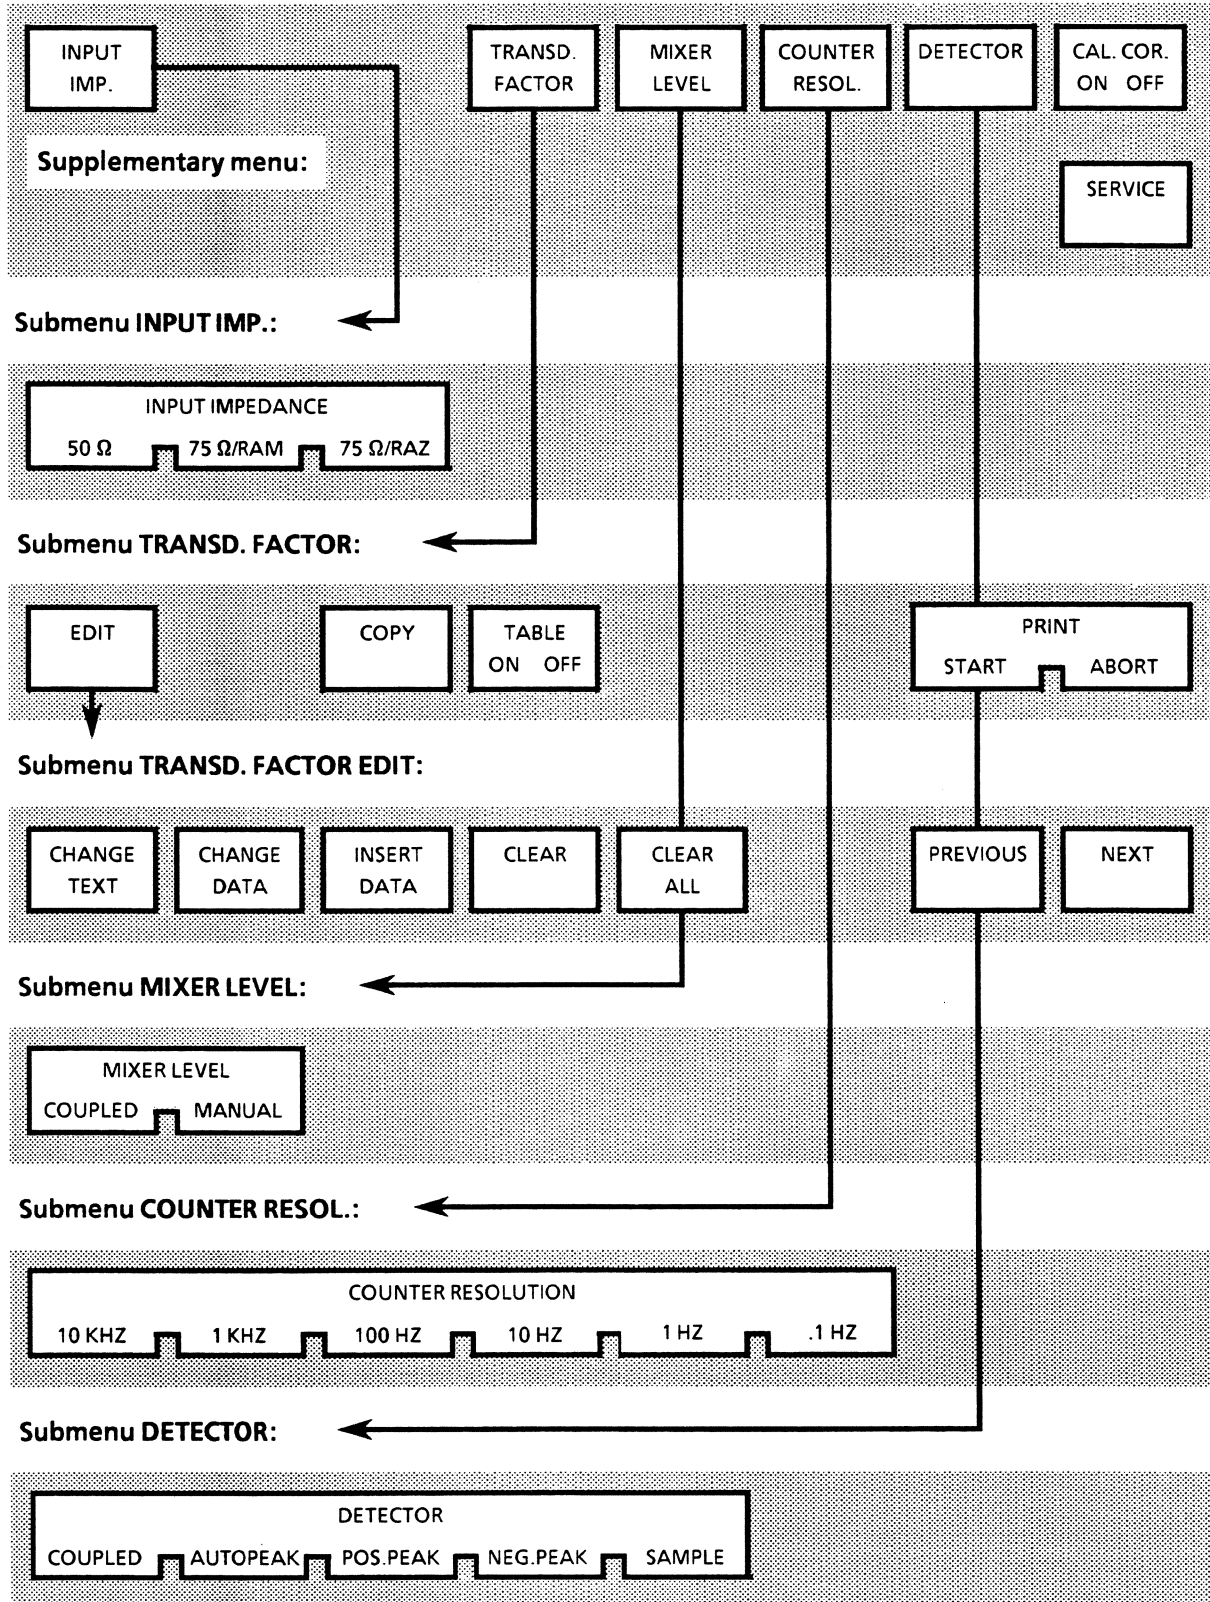 INPUT
IMP.
TRANSD.
FACTOR
MIXER
LEVEL
COUNTER
RESOL.
DETECTOR
CAL. COR.
ON OFF
Supplementary menu:
SERVICE
Submenu INPUT IMP.:
INPUT IMPEDANCE
50 Ω 75 Ω/RAM 75 Ω/RAZ
Submenu TRANSD. FACTOR:
EDIT
COPY
TABLE
ON OFF
PRINT
START ABORT
Submenu TRANSD. FACTOR EDIT:
CHANGE
TEXT
CHANGE
DATA
INSERT
DATA
CLEAR
CLEAR
ALL
PREVIOUS
NEXT
Submenu MIXER LEVEL:
MIXER LEVEL
COUPLED MANUAL
Submenu COUNTER RESOL.:
COUNTER RESOLUTION
10 KHZ 1 KHZ 100 HZ 10 HZ 1 HZ .1 HZ
Submenu DETECTOR:
DETECTOR
COUPLED AUTOPEAK POS.PEAK NEG.PEAK SAMPLE